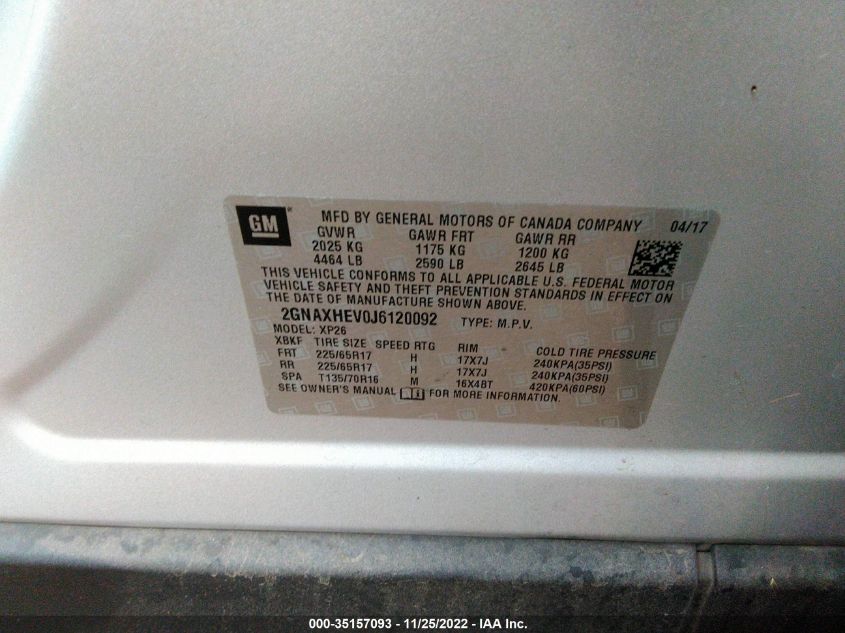 GM
MFD BY GENERAL MOTORS OF CANADA COMPANY 04/17
GVWR GAWR FRT GAWR RR
2025 KG 1175 KG 1200 KG
4464 LB 2590 LB 2645 LB
THIS VEHICLE CONFORMS TO ALL APPLICABLE U.S. FEDERAL MOTOR
VEHICLE SAFETY AND THEFT PREVENTION STANDARDS IN EFFECT ON
THE DATE OF MANUFACTURE SHOWN ABOVE.
2GNAXHEV0J6120092 TYPE: M.P.V.
MODEL: XP26
XBKF TIRE SIZE SPEED RTG RIM COLD TIRE PRESSURE
FRT 225/65R17 H 17X7J 240KPA(35PSI)
RR 225/65R17 H 17X7J 240KPA(35PSI)
SPA T135/70R16 M 16X4BT 420KPA(60PSI)
SEE OWNER'S MANUAL FOR MORE INFORMATION.
000-35157093 - 11/25/2022 - IAA Inc.